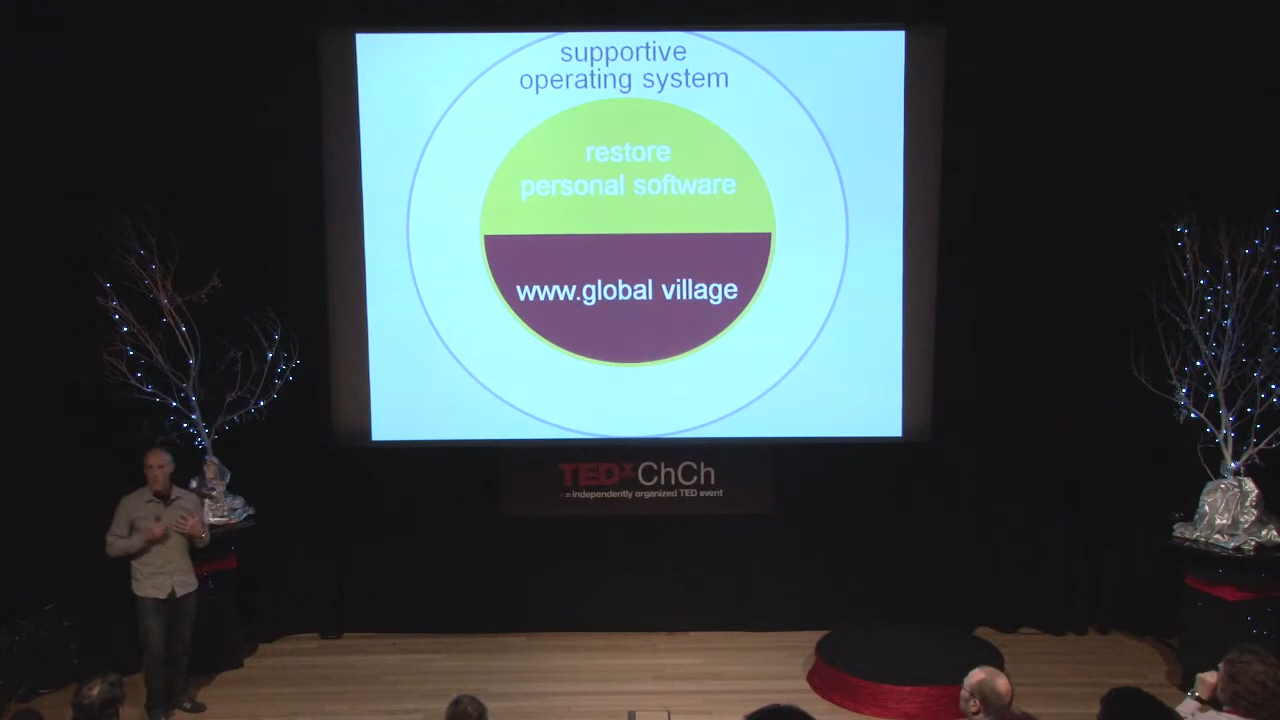 supportive
operating system
restore
personal software
www.global village
TEDxChCh
x = independently organized TED event